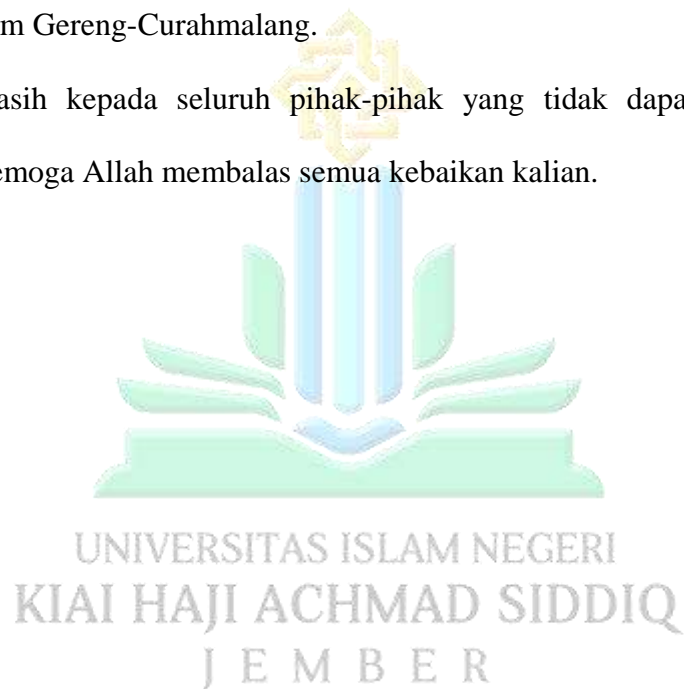 m Gereng-Curahmalang.
asih kepada seluruh pihak-pihak yang tidak dapa
emoga Allah membalas semua kebaikan kalian.
UNIVERSITAS ISLAM NEGERI
KIAI HAJI ACHMAD SIDDIQ
JEMBER